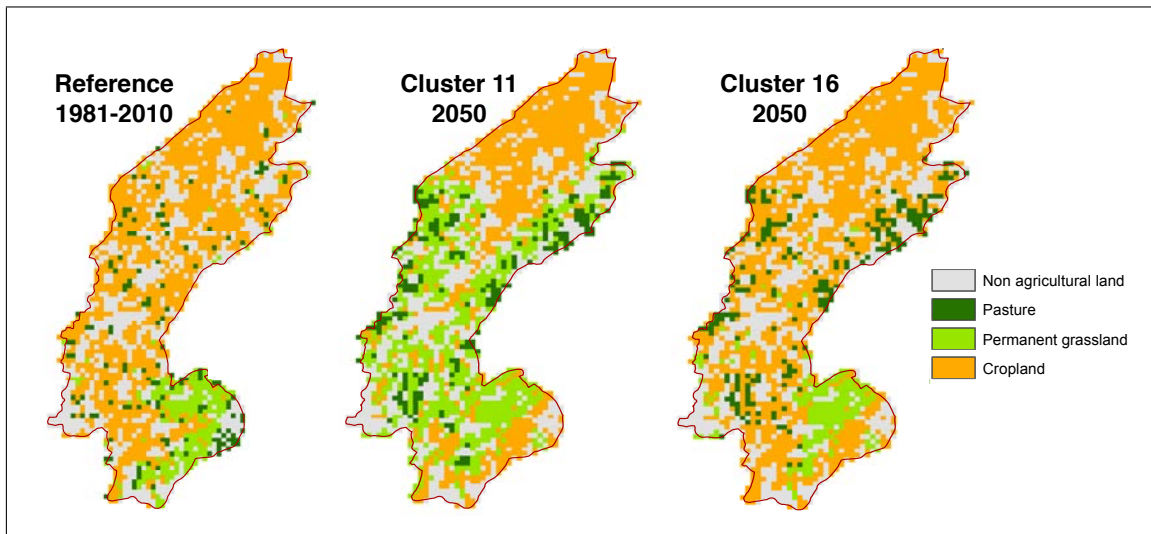 Reference
1981-2010
Cluster 11
2050
Cluster 16
2050
Non agricultural land
Pasture
Permanent grassland
Cropland